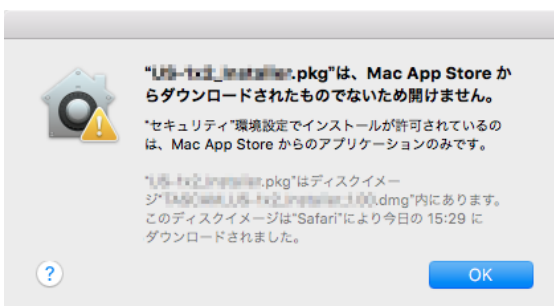 .pkg"は、Mac App Store か
らダウンロードされたものでないため開けません。
"セキュリティ"環境設定でインストールが許可されているの
は、Mac App Store からのアプリケーションのみです。
.pkg"はディスクイメー
ジ" .dmg"内にあります。
このディスクイメージは"Safari"により今日の 15:29 に
ダウンロードされました。
?
OK